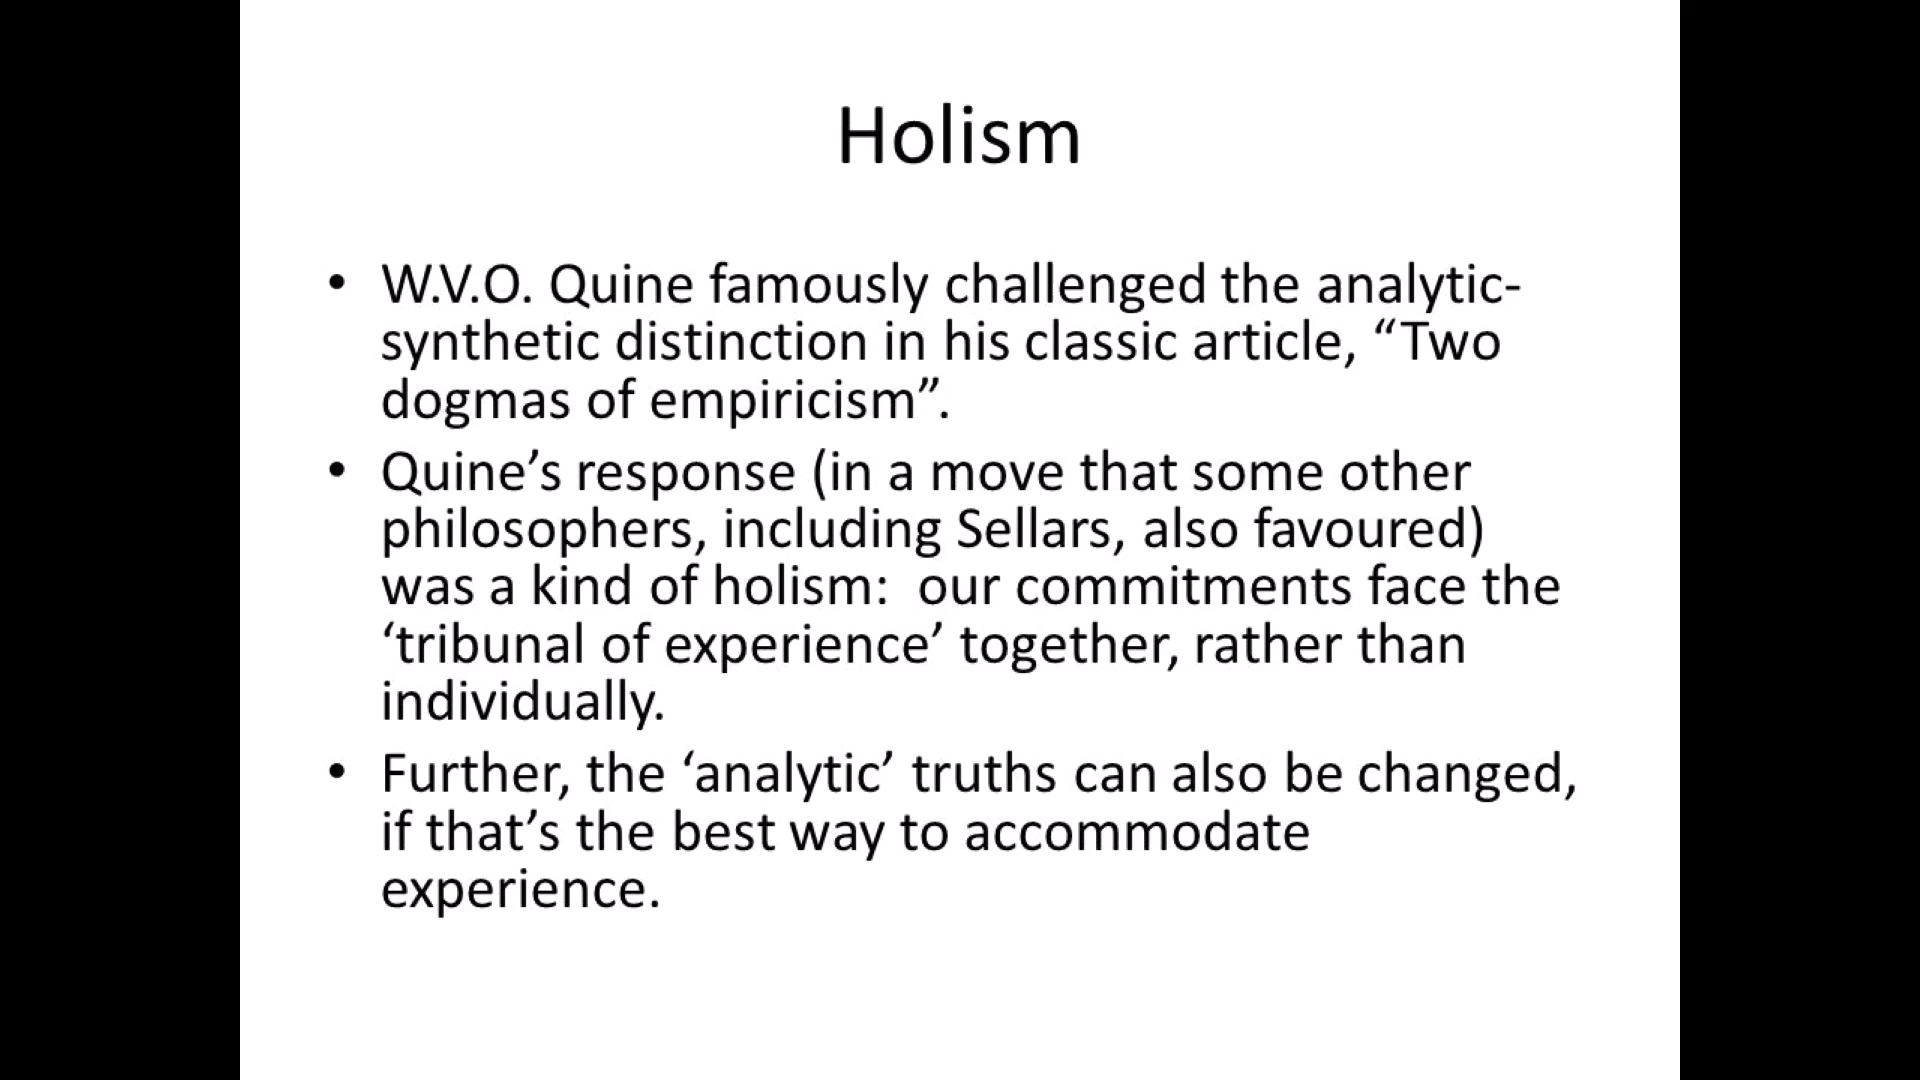 Holism
• W.V.O. Quine famously challenged the analytic-
synthetic distinction in his classic article, “Two
dogmas of empiricism”.
• Quine’s response (in a move that some other
philosophers, including Sellars, also favoured)
was a kind of holism:  our commitments face the
‘tribunal of experience’ together, rather than
individually.
• Further, the ‘analytic’ truths can also be changed,
if that’s the best way to accommodate
experience.